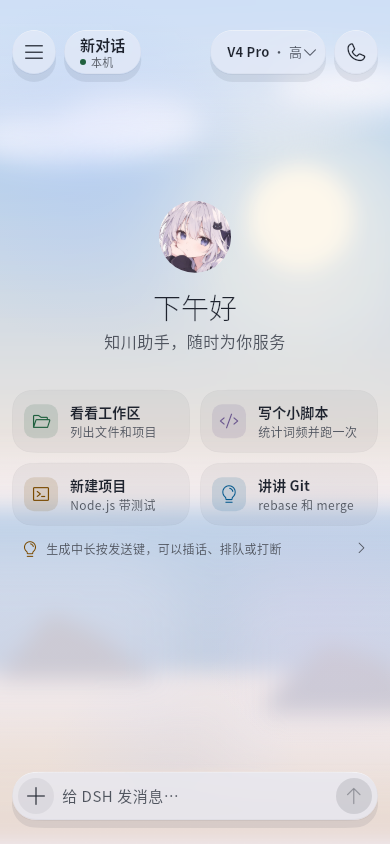 新对话
本机
V4 Pro · 高
下午好
知川助手，随时为你服务
看看工作区
列出文件和项目
写个小脚本
统计词频并跑一次
新建项目
Node.js 带测试
讲讲 Git
rebase 和 merge
生成中长按发送键，可以插话、排队或打断
给 DSH 发消息…